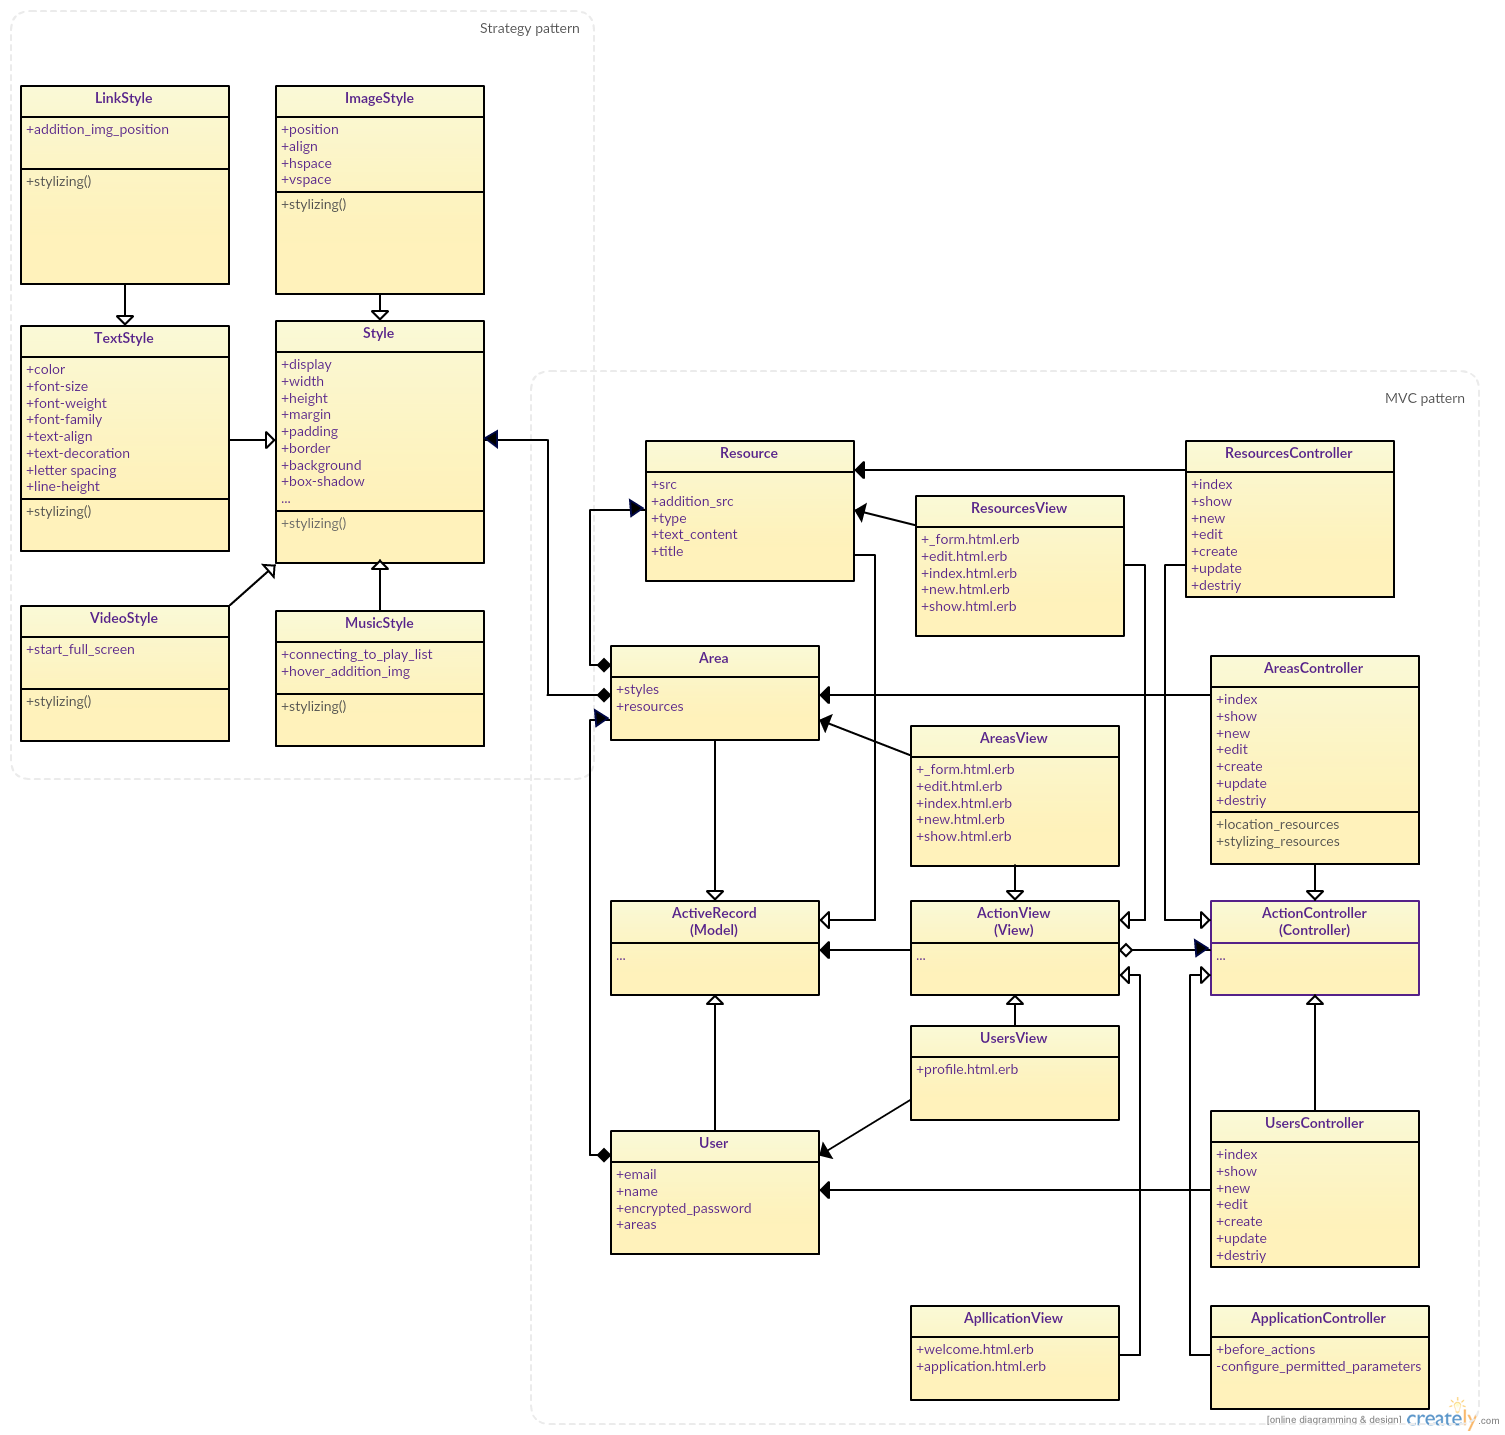 Strategy pattern
LinkStyle
+addition_img_position
+stylizing()
ImageStyle
+position
+align
+hspace
+vspace
+stylizing()
TextStyle
+color
+font-size
+font-weight
+font-family
+text-align
+text-decoration
+letter spacing
+line-height
+stylizing()
Style
+display
+width
+height
+margin
+padding
+border
+background
+box-shadow
...
+stylizing()
VideoStyle
+start_full_screen
+stylizing()
MusicStyle
+connecting_to_play_list
+hover_addition_img
+stylizing()
MVC pattern
Resource
+src
+addition_src
+type
+text_content
+title
ResourcesView
+_form.html.erb
+edit.html.erb
+index.html.erb
+new.html.erb
+show.html.erb
ResourcesController
+index
+show
+new
+edit
+create
+update
+destriy
Area
+styles
+resources
AreasView
+_form.html.erb
+edit.html.erb
+index.html.erb
+new.html.erb
+show.html.erb
AreasController
+index
+show
+new
+edit
+create
+update
+destriy
+location_resources
+stylizing_resources
ActiveRecord
(Model)
...
ActionView
(View)
...
ActionController
(Controller)
...
UsersView
+profile.html.erb
User
+email
+name
+encrypted_password
+areas
UsersController
+index
+show
+new
+edit
+create
+update
+destriy
ApllicationView
+welcome.html.erb
+application.html.erb
ApplicationController
+before_actions
-configure_permitted_parameters
[online diagramming & design] creately.com